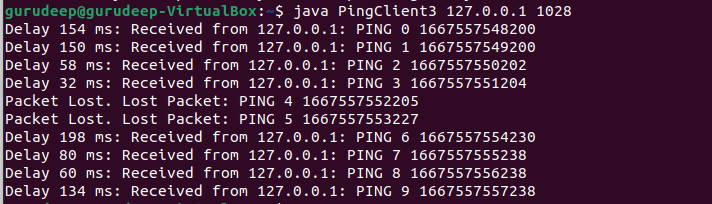 gurudeep@gurudeep-VirtualBox:~$ java PingClient3 127.0.0.1 1028
Delay 154 ms: Received from 127.0.0.1: PING 0 1667557548200
Delay 150 ms: Received from 127.0.0.1: PING 1 1667557549200
Delay 58 ms: Received from 127.0.0.1: PING 2 1667557550202
Delay 32 ms: Received from 127.0.0.1: PING 3 1667557551204
Packet Lost. Lost Packet: PING 4 1667557552205
Packet Lost. Lost Packet: PING 5 1667557553227
Delay 198 ms: Received from 127.0.0.1: PING 6 1667557554230
Delay 80 ms: Received from 127.0.0.1: PING 7 1667557555238
Delay 60 ms: Received from 127.0.0.1: PING 8 1667557556238
Delay 134 ms: Received from 127.0.0.1: PING 9 1667557557238